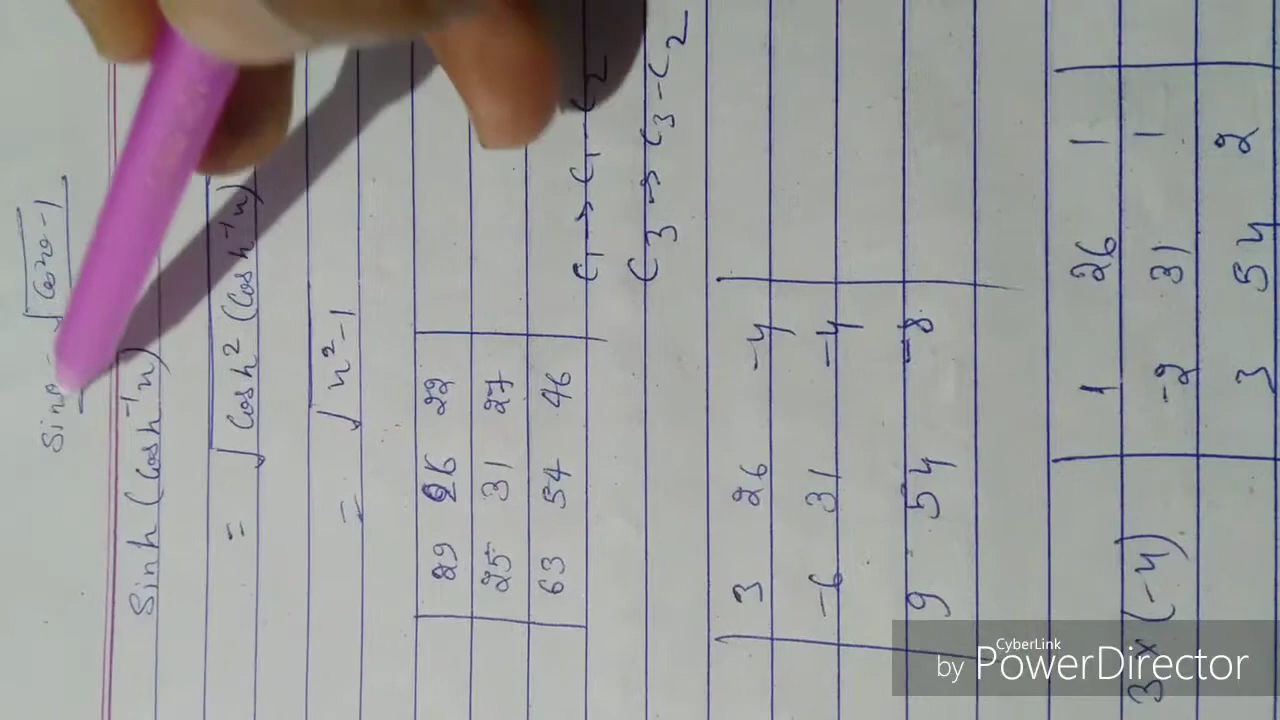 Sinθ = √cosθ-1
Sinh (cosh⁻¹x)
= √cosh² (cosh⁻¹x)
= √x²-1
| 29 26 22 |
| 25 31 27 |
| 63 54 46 |
C₁ → C₁ - C₂
C₃ → C₃ - C₂
| 3 26 -4 |
| -6 31 -4 |
| 9 54 -8 |
| 1 26 1 |
3 × (-4) | -2 31 1 |
| 3 54 2
CyberLink
by PowerDirector